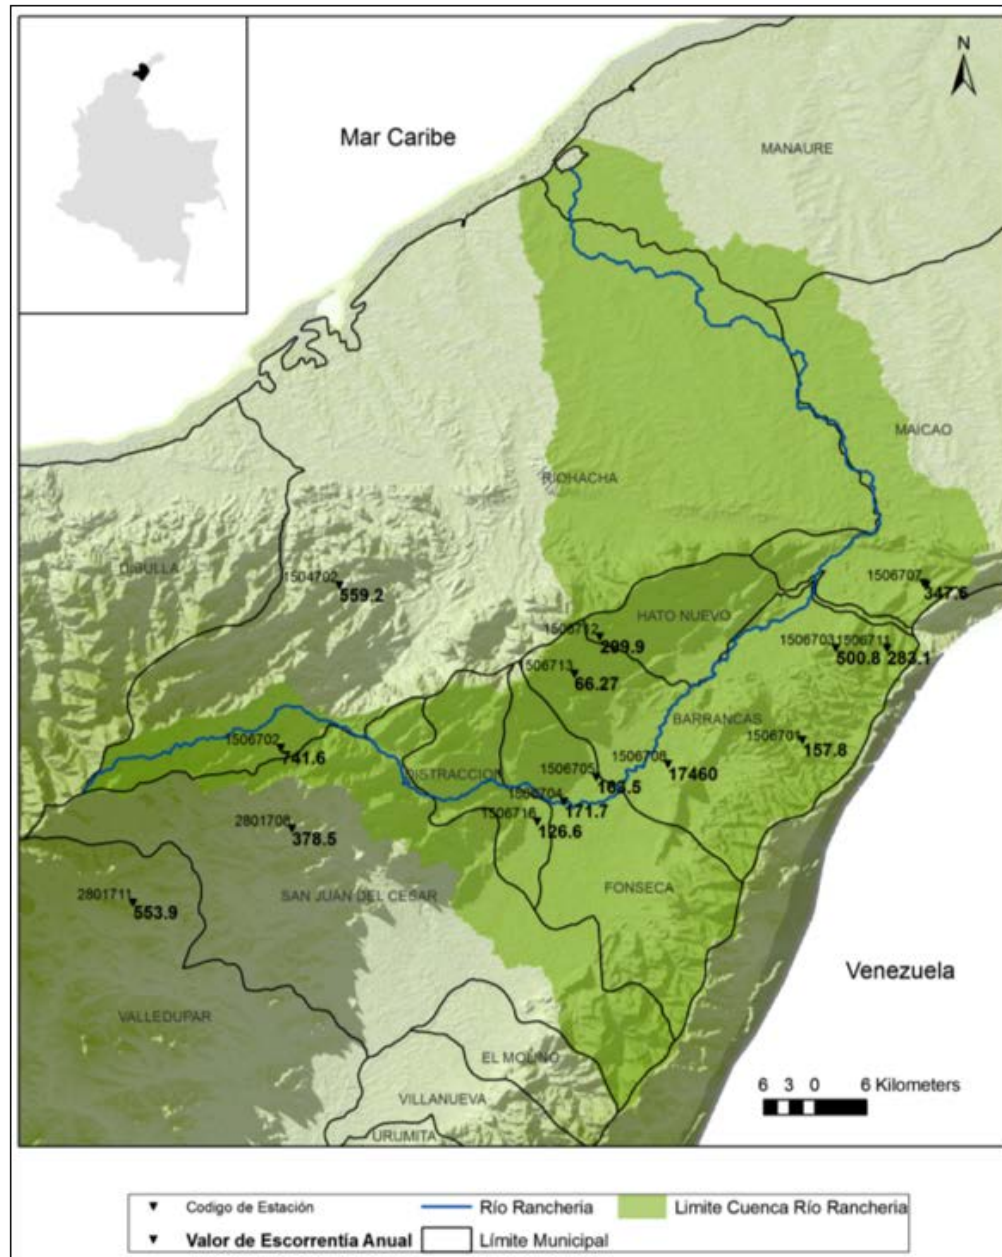 N
Mar Caribe
MANAURE
MAICAO
RIOHACHA
DIBULLA
1504702
559.2
1506707
347.6
HATO NUEVO
1506712
299.9
1506703
500.8
1506711
283.1
1506713
66.27
BARRANCAS
1506701
157.8
1506702
741.6
DISTRACCION
1506705
163.5
1506706
17460
1506704
171.7
1506716
126.6
2801708
378.5
SAN JUAN DEL CESAR
FONSECA
2801711
553.9
Venezuela
VALLEDUPAR
EL MOLINO
VILLANUEVA
URUMITA
6 3 0 6 Kilometers
Codigo de Estación
Río Rancheria
Limite Cuenca Río Rancheria
Valor de Escorrentía Anual
Límite Municipal